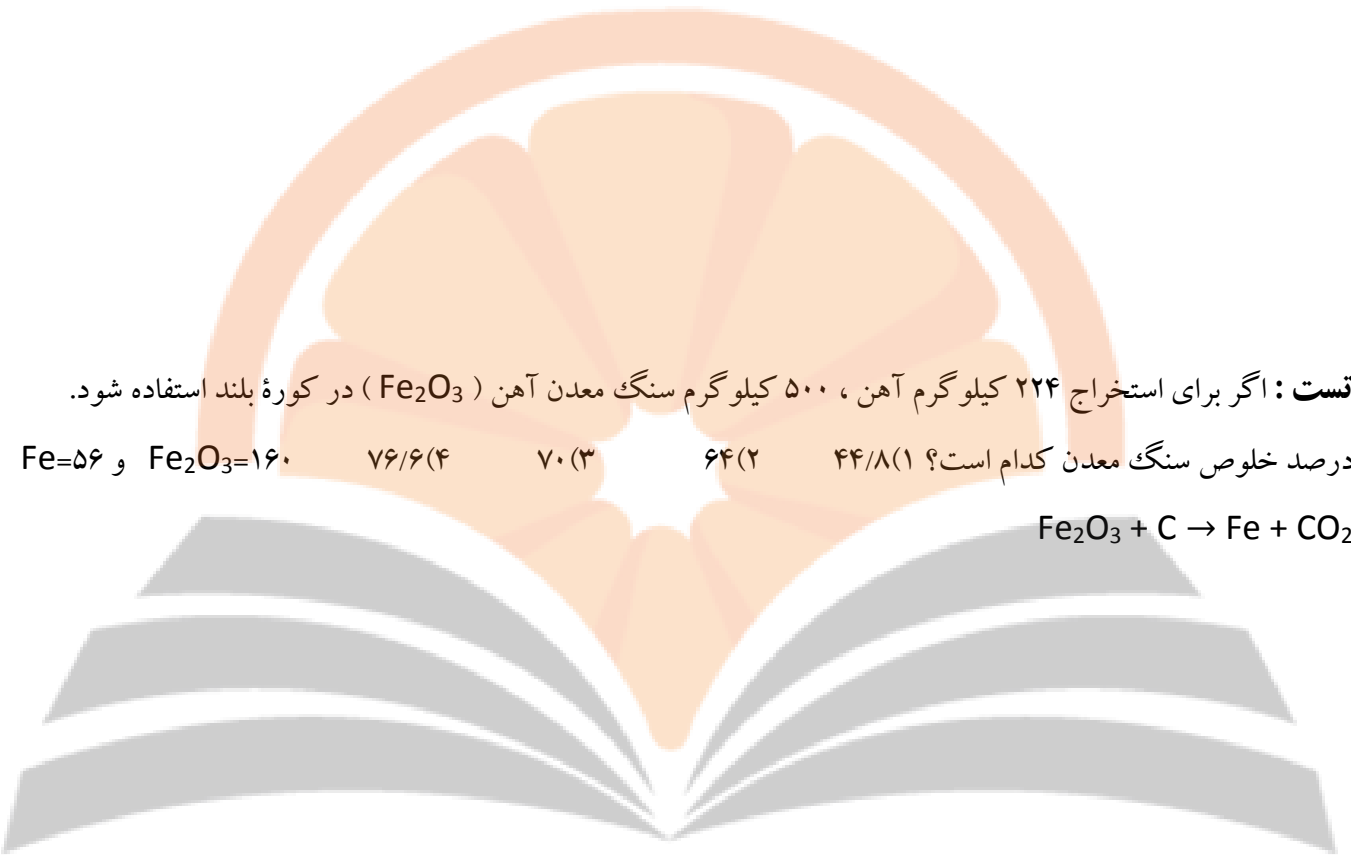 تست : اگر برای استخراج ۲۲۴ کیلوگرم آهن ، ۵۰۰ کیلوگرم سنگ معدن آهن ( Fe₂O₃ ) در کورۀ بلند استفاده شود.
درصد خلوص سنگ معدن کدام است؟ ۱)۴۴/۸ ۲)۶۴ ۳)۷۰ ۴)۷۶/۶ Fe₂O₃=۱۶۰ و Fe=۵۶
Fe₂O₃ + C → Fe + CO₂